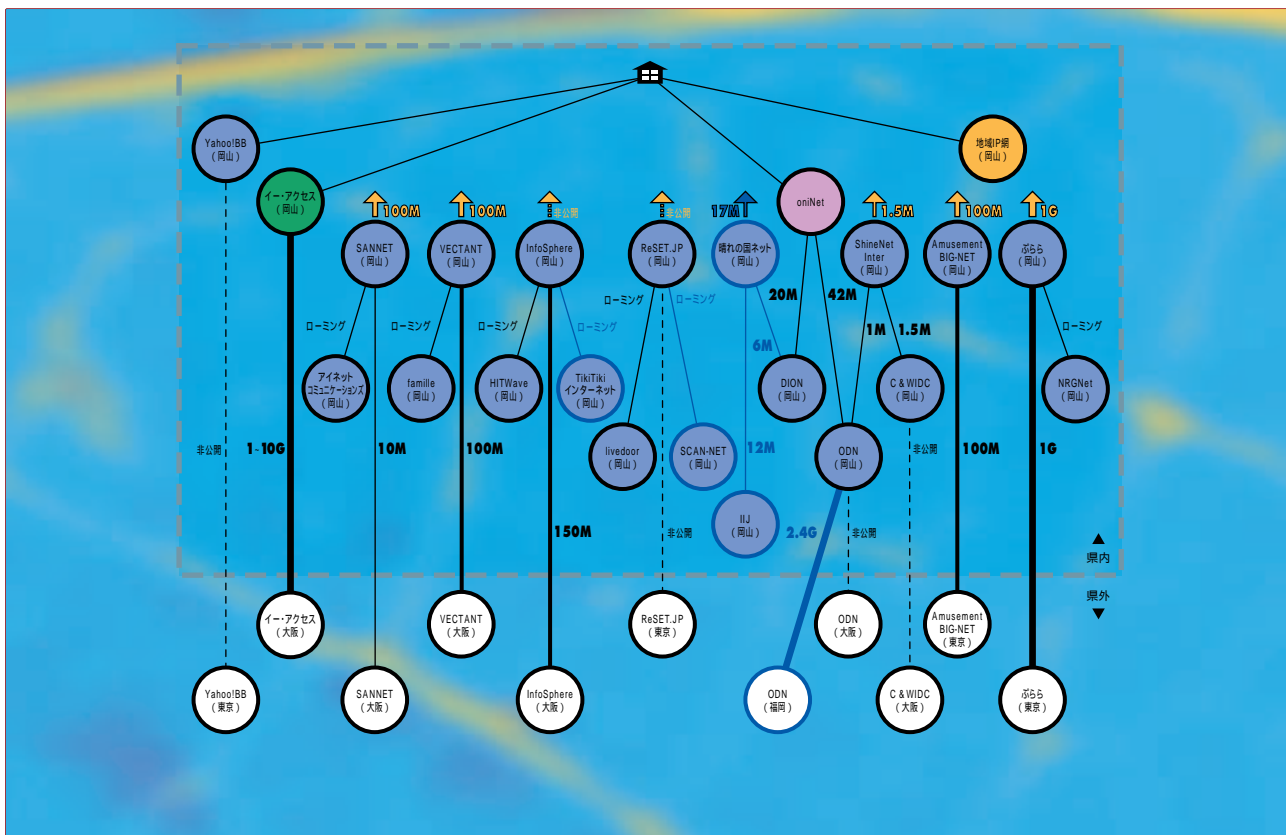 Yahoo!BB
（岡山）
地域IP網
（岡山）
イー・アクセス
（岡山）
oniNet
100M
100M
非公開
非公開
17M
1.5M
100M
1G
SANNET
（岡山）
VECTANT
（岡山）
InfoSphere
（岡山）
ReSET.JP
（岡山）
晴れの国ネット
（岡山）
ShineNet
Inter
（岡山）
Amusement
BIG-NET
（岡山）
ぷらら
（岡山）
20M
42M
ローミング
ローミング
ローミング
ローミング
ローミング
ローミング
ローミング
6M
1M
1.5M
アイネット
コミュニケーションズ
（岡山）
famille
（岡山）
HITWave
（岡山）
TikiTiki
インターネット
（岡山）
DION
（岡山）
C & WIDC
（岡山）
NRGNet
（岡山）
非公開
1~10G
10M
100M
livedoor
（岡山）
SCAN-NET
（岡山）
12M
ODN
（岡山）
非公開
100M
1G
150M
非公開
IIJ
（岡山）
2.4G
非公開
県内
県外
イー・アクセス
（大阪）
VECTANT
（大阪）
ReSET.JP
（東京）
ODN
（大阪）
Amusement
BIG-NET
（東京）
Yahoo!BB
（東京）
SANNET
（大阪）
InfoSphere
（大阪）
ODN
（福岡）
C & WIDC
（大阪）
ぷらら
（東京）